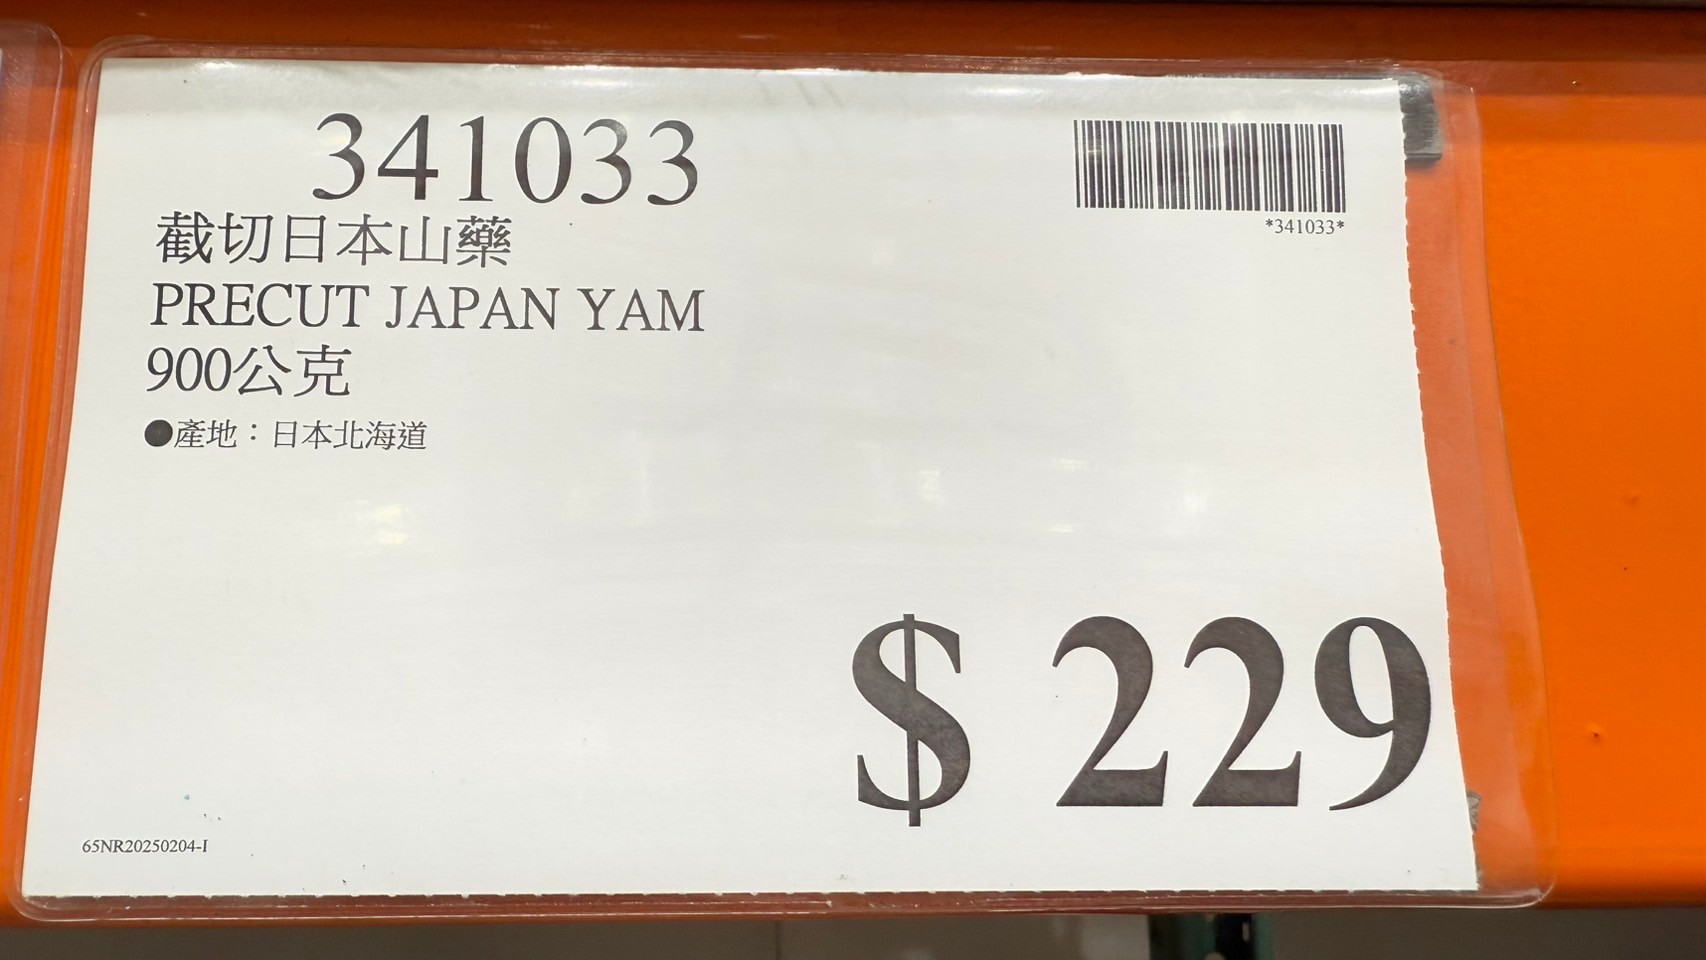 341033
*341033*
截切日本山藥
PRECUT JAPAN YAM
900公克
●產地：日本北海道
$ 229
65NR20250204-I